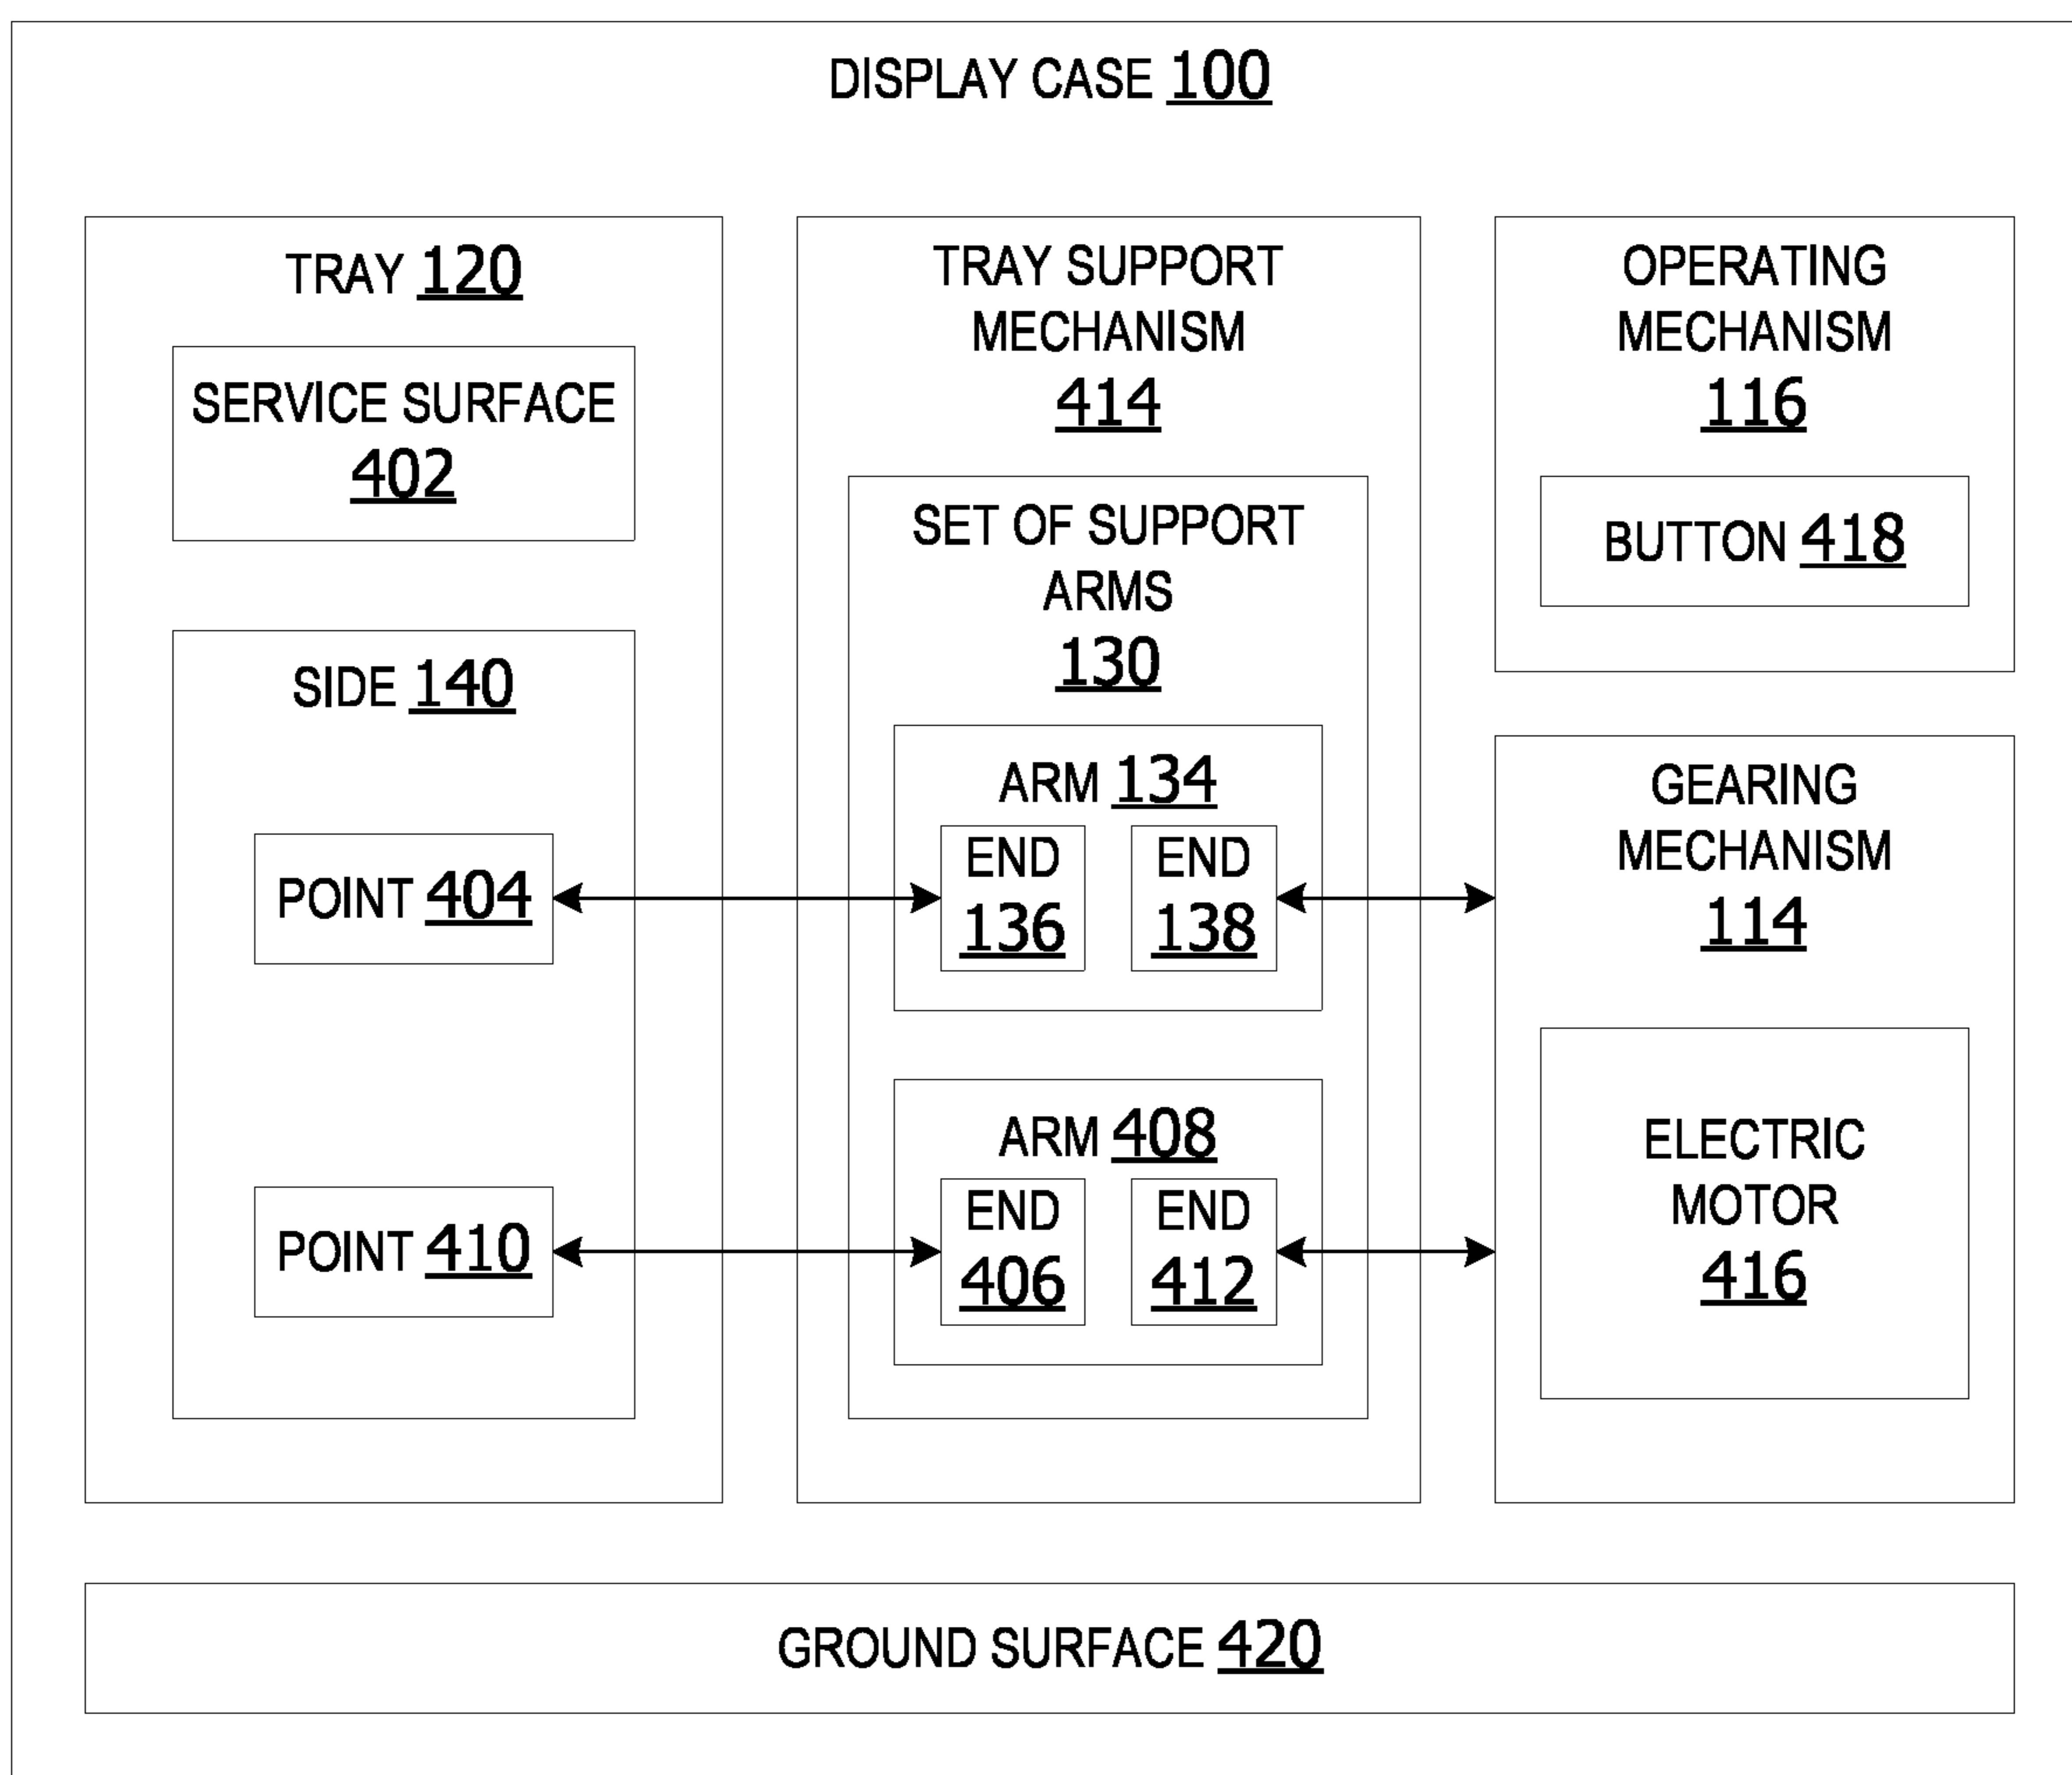 DISPLAY CASE 100
TRAY 120
SERVICE SURFACE
402
SIDE 140
POINT 404
POINT 410
TRAY SUPPORT
MECHANISM
414
SET OF SUPPORT
ARMS
130
ARM 134
END
136
END
138
ARM 408
END
406
END
412
OPERATING
MECHANISM
116
BUTTON 418
GEARING
MECHANISM
114
ELECTRIC
MOTOR
416
GROUND SURFACE 420